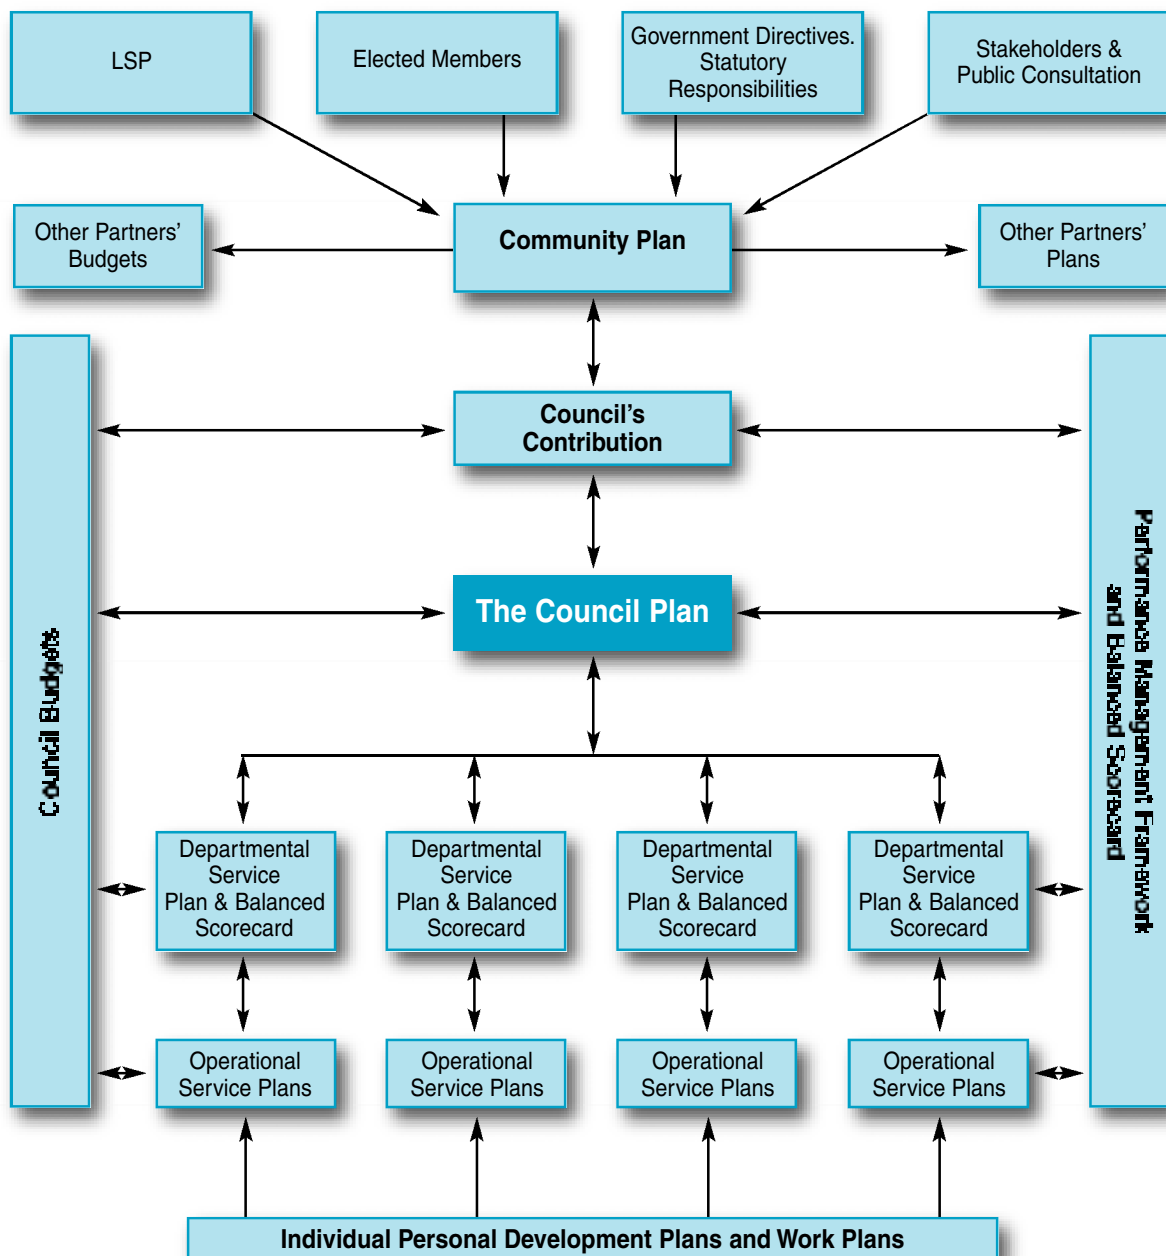 LSP
Elected Members
Government Directives.
Statutory
Responsibilities
Stakeholders &
Public Consultation
Other Partners'
Budgets
Community Plan
Other Partners'
Plans
Council's
Contribution
The Council Plan
Council Budgets
Performance Management Framework
and Balanced Scorecard
Departmental
Service
Plan & Balanced
Scorecard
Departmental
Service
Plan & Balanced
Scorecard
Departmental
Service
Plan & Balanced
Scorecard
Departmental
Service
Plan & Balanced
Scorecard
Operational
Service Plans
Operational
Service Plans
Operational
Service Plans
Operational
Service Plans
Individual Personal Development Plans and Work Plans